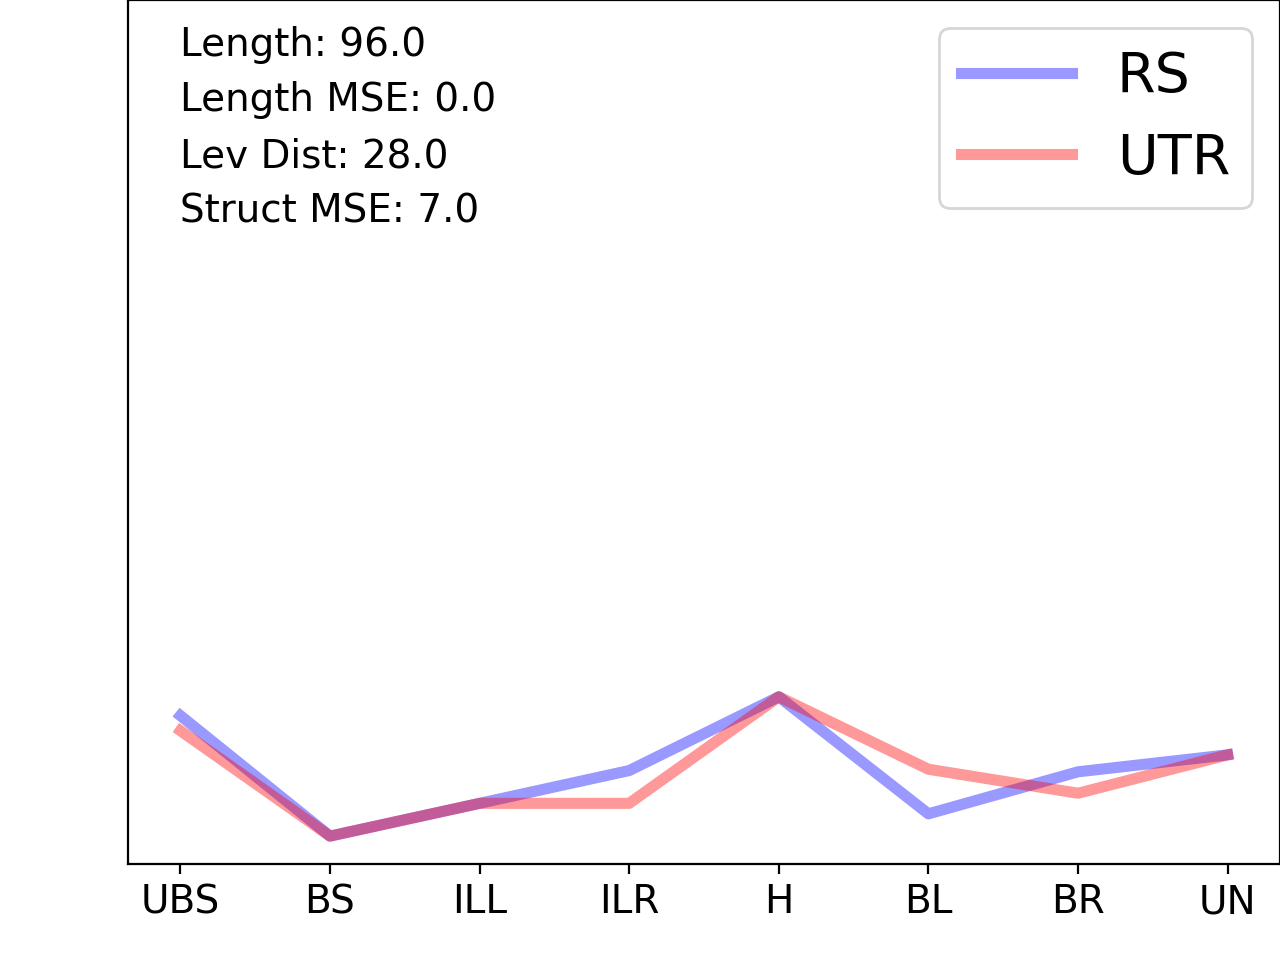 Length: 96.0
Length MSE: 0.0
Lev Dist: 28.0
Struct MSE: 7.0
RS
UTR
UBS BS ILL ILR H BL BR UN